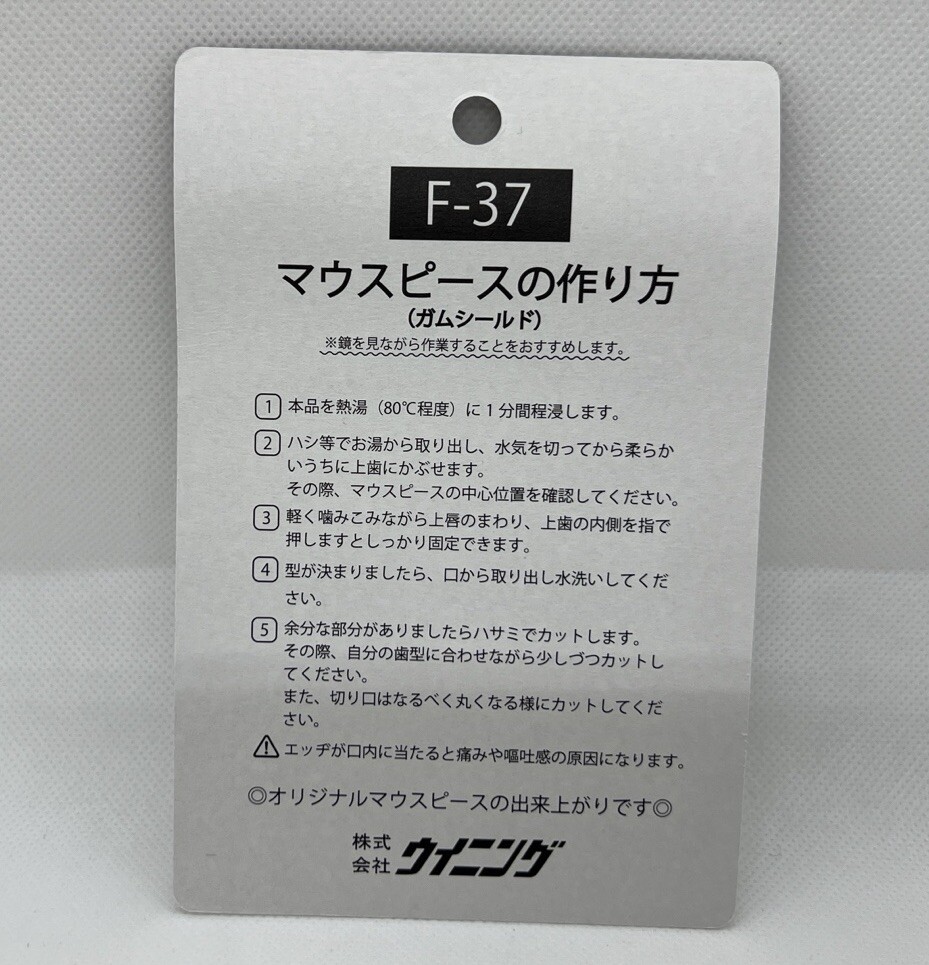 F-37
マウスピースの作り方
（ガムシールド）
※鏡を見ながら作業することをおすすめします。
1 本品を熱湯（80℃程度）に1分間程浸します。
2 ハシ等でお湯から取り出し、水気を切ってから柔らか
いうちに上歯にかぶせます。
その際、マウスピースの中心位置を確認してください。
3 軽く噛みこみながら上唇のまわり、上歯の内側を指で
押しますとしっかり固定できます。
4 型が決まりましたら、口から取り出し水洗いしてくだ
さい。
5 余分な部分がありましたらハサミでカットします。
その際、自分の歯型に合わせながら少しづつカットし
てください。
また、切り口はなるべく丸くなる様にカットしてくだ
さい。
⚠ エッヂが口内に当たると痛みや嘔吐感の原因になります。
◎オリジナルマウスピースの出来上がりです◎
株式会社 ウイニング